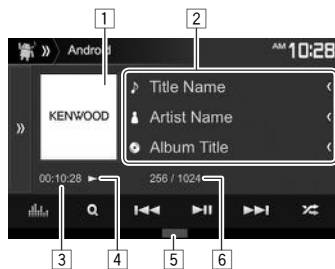 1 2
Android AM 10:28
Title Name
KENWOOD Artist Name
Album Title
00:10:28 256 / 1024
3 4 5 6